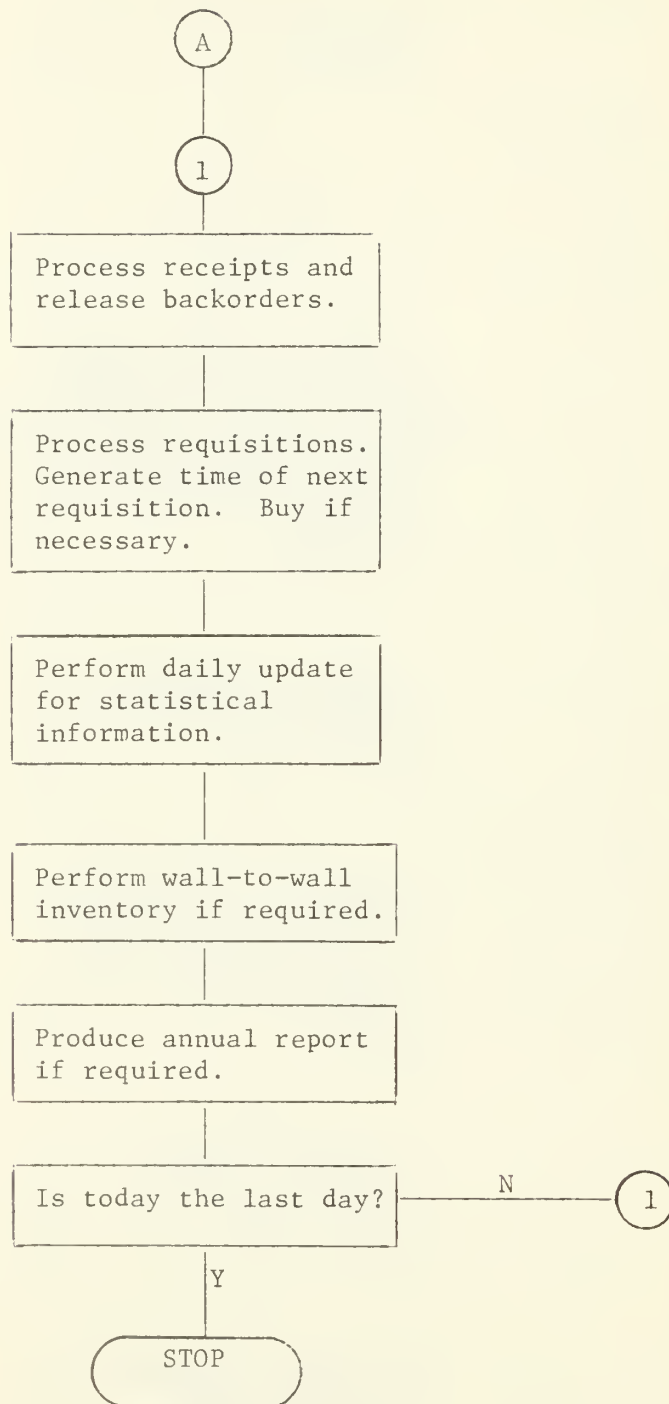 A
1
Process receipts and
release backorders.
Process requisitions.
Generate time of next
requisition.  Buy if
necessary.
Perform daily update
for statistical
information.
Perform wall-to-wall
inventory if required.
Produce annual report
if required.
Is today the last day?
N
1
Y
STOP